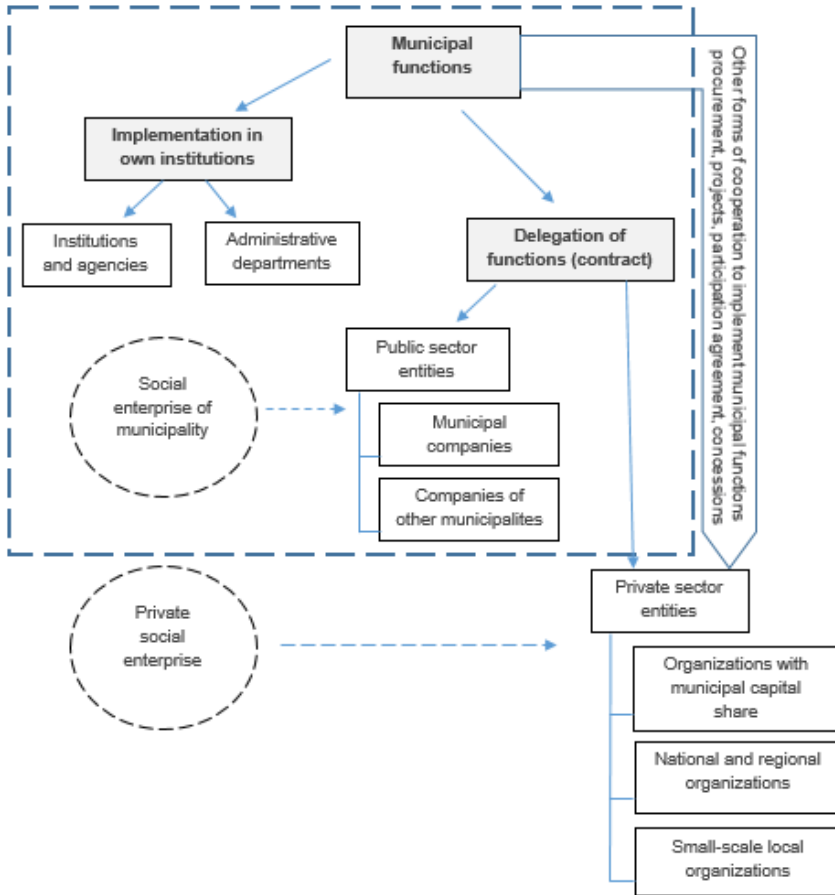 Municipal
functions
Other forms of cooperation to implement municipal functions
procurement, projects, participation agreement, concessions
Implementation in
own institutions
Institutions
and agencies
Administrative
departments
Delegation of
functions (contract)
Public sector
entities
Social
enterprise of
municipality
Municipal
companies
Companies of
other municipalites
Private sector
entities
Private
social
enterprise
Organizations with
municipal capital
share
National and regional
organizations
Small-scale local
organizations